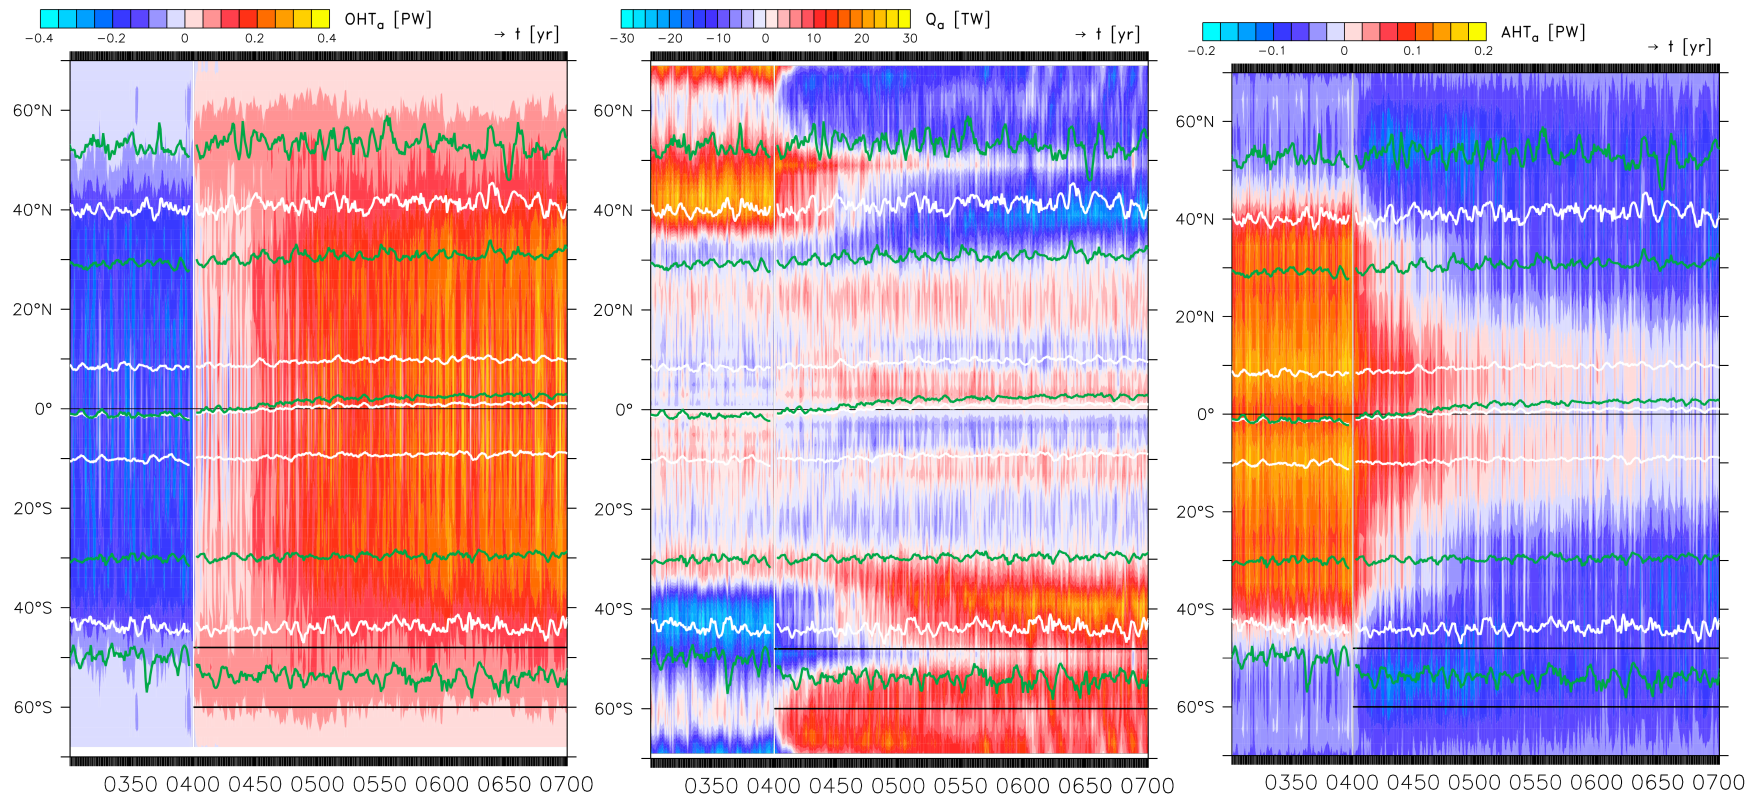 OHTₐ [PW]
−0.4 −0.2 0 0.2 0.4
→ t [yr]
60°N
40°N
20°N
0°
20°S
40°S
60°S
0350 0400 0450 0500 0550 0600 0650 0700
Qₐ [TW]
−30 −20 −10 0 10 20 30
→ t [yr]
60°N
40°N
20°N
0°
20°S
40°S
60°S
0350 0400 0450 0500 0550 0600 0650 0700
AHTₐ [PW]
−0.2 −0.1 0 0.1 0.2
→ t [yr]
60°N
40°N
20°N
0°
20°S
40°S
60°S
0350 0400 0450 0500 0550 0600 0650 0700